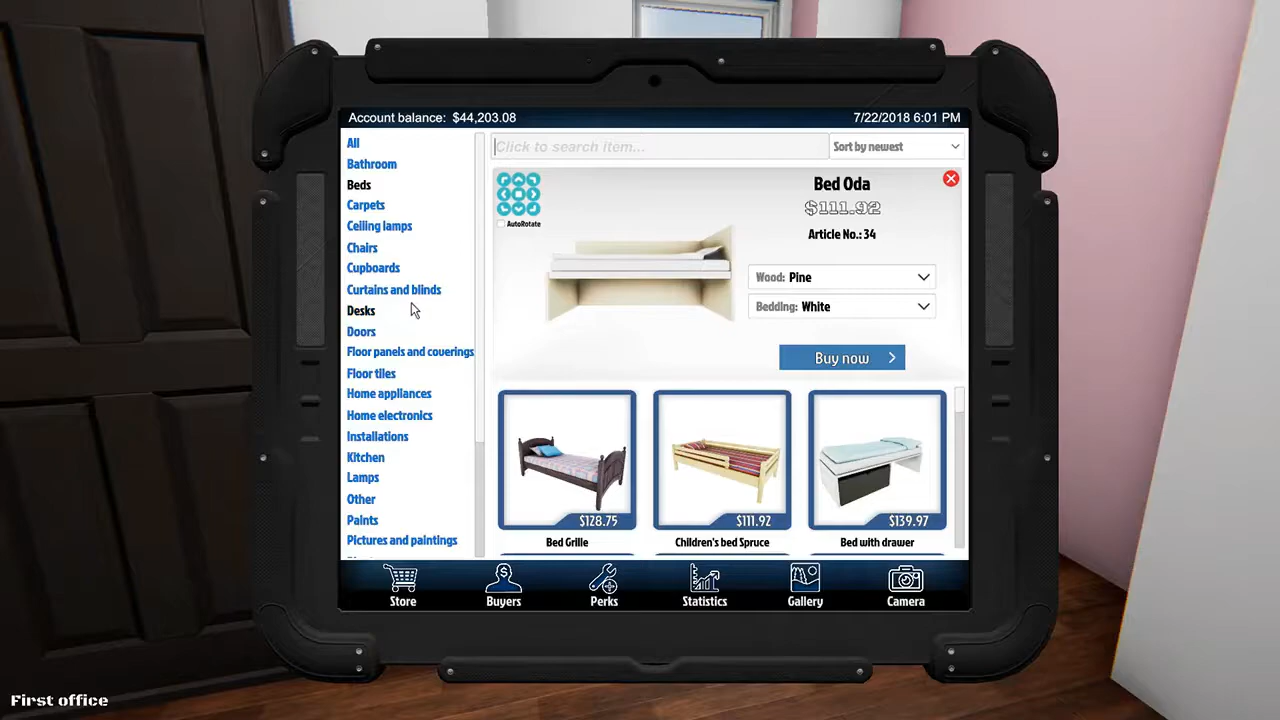 Account balance: $44,203.08
7/22/2018 6:01 PM
All
Bathroom
Beds
Carpets
Ceiling lamps
Chairs
Cupboards
Curtains and blinds
Desks
Doors
Floor panels and coverings
Floor tiles
Home appliances
Home electronics
Installations
Kitchen
Lamps
Other
Paints
Pictures and paintings
Click to search item...
Sort by newest
AutoRotate
Bed Oda
$111.92
Article No.: 34
Wood: Pine
Bedding: White
Buy now
$128.75
$111.92
$139.97
Bed Grille
Children's bed Spruce
Bed with drawer
Store
Buyers
Perks
Statistics
Gallery
Camera
First office